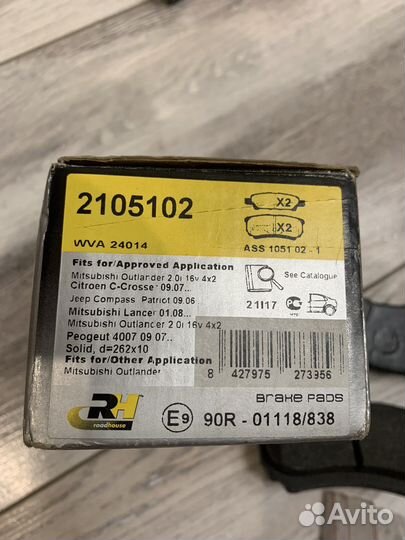 2105102
X2
X2
WVA 24014
ASS 1051 02 - 1
Fits for/Approved Application
Mitsubishi Outlander 2.0i 16v 4x2
Citroen C-Crosse 09.07...
Jeep Compass Patriot 09.06
Mitsubishi Lancer 01.08...
Mitsubishi Outlander 2.0i 16v 4x2
Peogeut 4007 09 07..
Solid, d=262x10
Fits for/Other Application
Mitsubishi Outlander
See Catalogue
21117
8 427975 273956
RH
roadhouse
BRAKE PADS
E9 90R - 01118/838
Avito